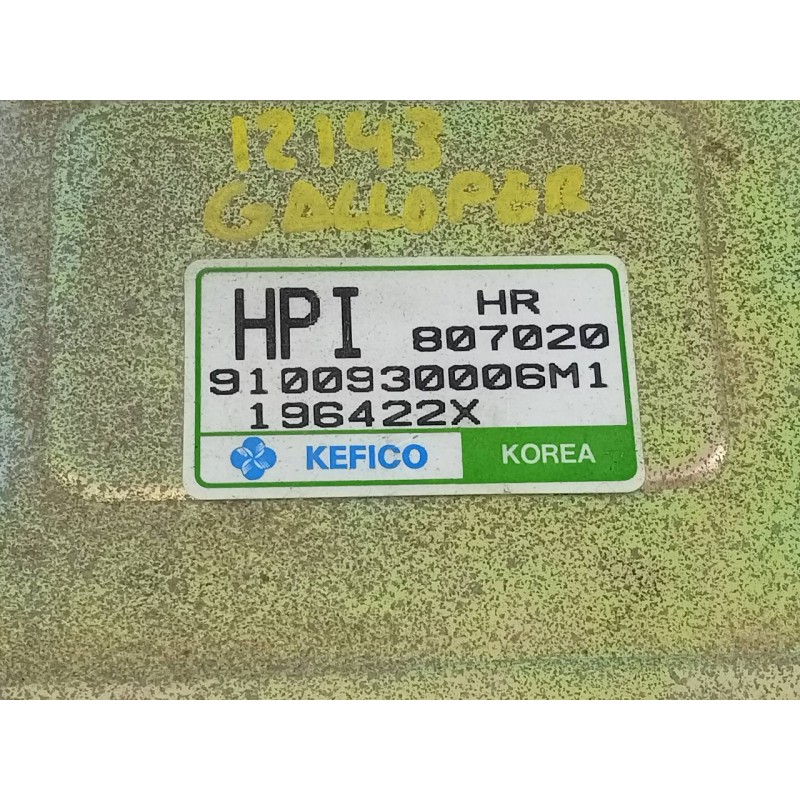 12143
GALLOPER
HPI HR
807020
9100930006M1
196422X
KEFICO KOREA